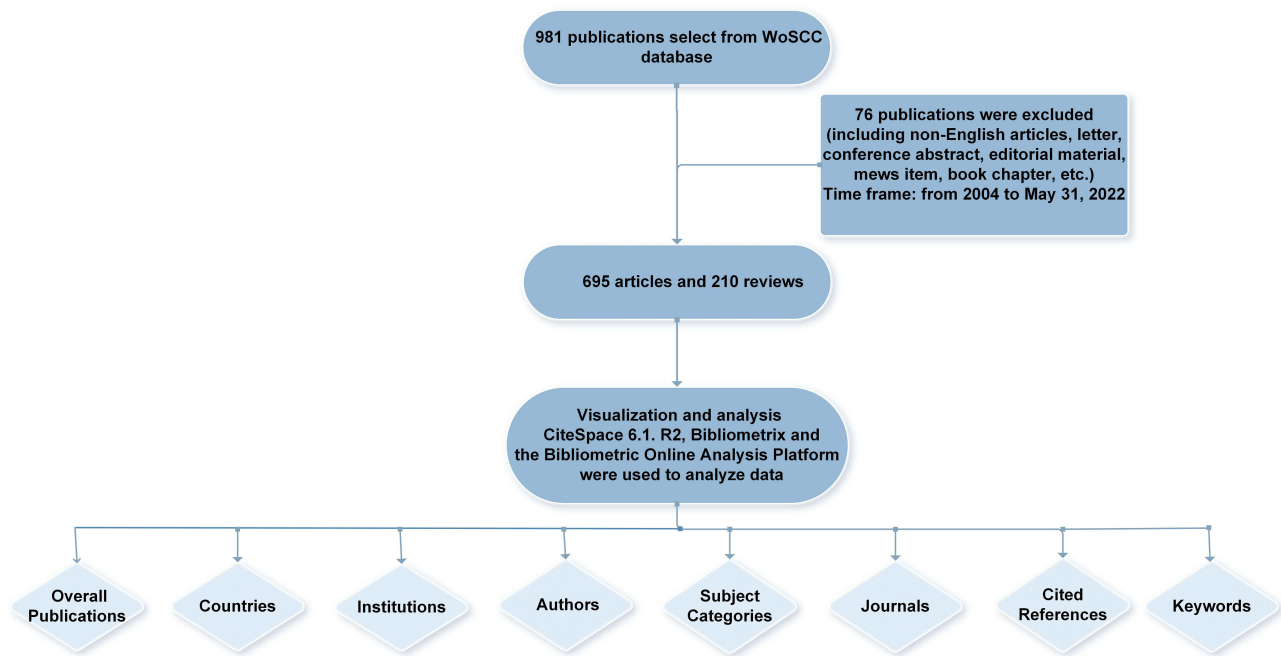 981 publications select from WoSCC
database
76 publications were excluded
(including non-English articles, letter,
conference abstract, editorial material,
mews item, book chapter, etc.)
Time frame: from 2004 to May 31, 2022
695 articles and 210 reviews
Visualization and analysis
CiteSpace 6.1. R2, Bibliometrix and
the Bibliometric Online Analysis Platform
were used to analyze data
Overall
Publications
Countries
Institutions
Authors
Subject
Categories
Journals
Cited
References
Keywords